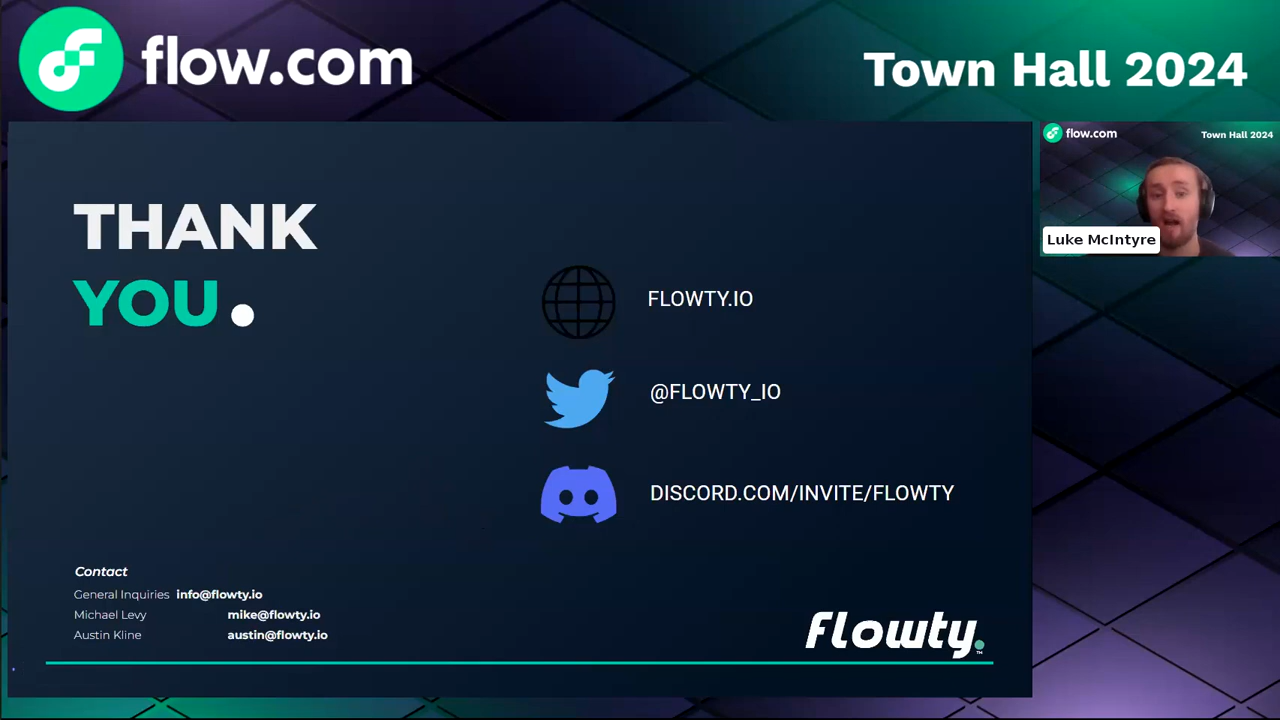 flow.com
Town Hall 2024
flow.com
Town Hall 2024
Luke McIntyre
THANK
YOU.
FLOWTY.IO
@FLOWTY_IO
DISCORD.COM/INVITE/FLOWTY
Contact
General Inquiries info@flowty.io
Michael Levy mike@flowty.io
Austin Kline austin@flowty.io
Flowty.™